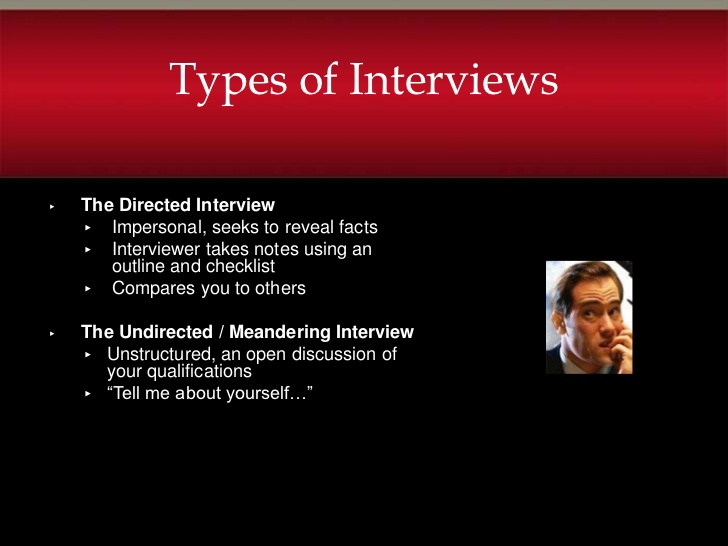 Types of Interviews
The Directed Interview
Impersonal, seeks to reveal facts
Interviewer takes notes using an
outline and checklist
Compares you to others
The Undirected / Meandering Interview
Unstructured, an open discussion of
your qualifications
“Tell me about yourself…”